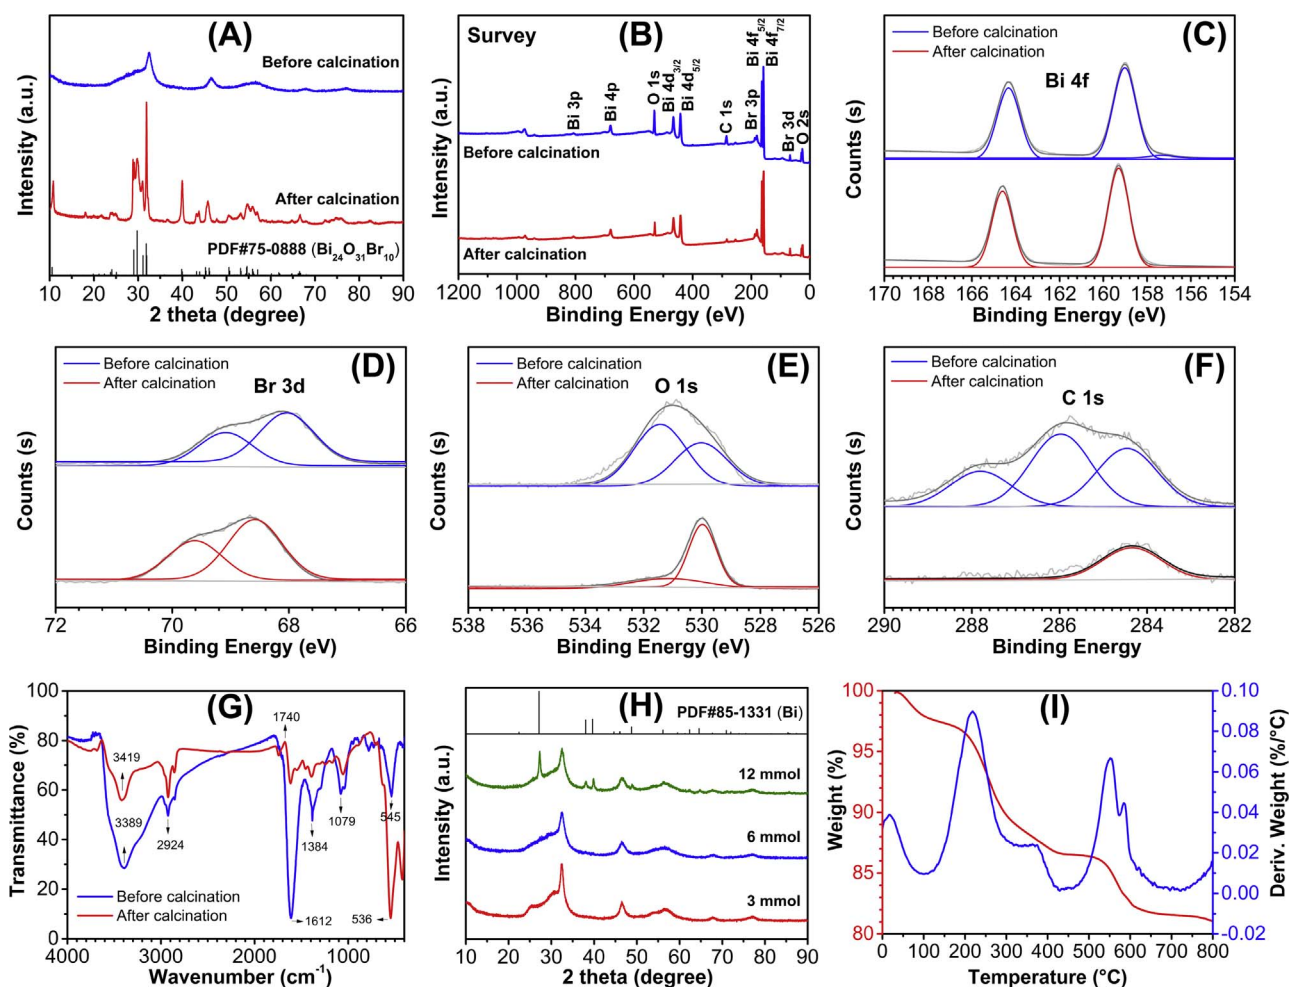 (A)
Before calcination
After calcination
PDF#75-0888 (Bi24O31Br10)
Intensity (a.u.)
10 20 30 40 50 60 70 80 90
2 theta (degree)
Survey
(B)
Bi 3p
Bi 4p
O 1s
Bi 4d3/2
Bi 4d5/2
C 1s
Br 3p
Bi 4f5/2
Bi 4f7/2
Br 3d
O 2s
Before calcination
After calcination
Intensity (a.u.)
1200 1000 800 600 400 200 0
Binding Energy (eV)
Before calcination
After calcination
(C)
Bi 4f
Counts (s)
170 168 166 164 162 160 158 156 154
Binding Energy (eV)
Before calcination
After calcination
(D)
Br 3d
Counts (s)
72 70 68 66
Binding Energy (eV)
Before calcination
After calcination
(E)
O 1s
Counts (s)
538 536 534 532 530 528 526
Binding Energy (eV)
Before calcination
After calcination
(F)
C 1s
Counts (s)
290 288 286 284 282
Binding Energy
(G)
100
80
60
40
20
0
Transmittance (%)
1740
3419
3389
2924
1384
1079
545
1612
536
Before calcination
After calcination
4000 3000 2000 1000
Wavenumber (cm-1)
(H)
PDF#85-1331 (Bi)
12 mmol
6 mmol
3 mmol
Intensity (a.u.)
10 20 30 40 50 60 70 80 90
2 theta (degree)
(I)
100
95
90
85
80
Weight (%)
0.10
0.08
0.06
0.04
0.02
0.00
-0.02
Deriv. Weight (%/°C)
0 100 200 300 400 500 600 700 800
Temperature (°C)